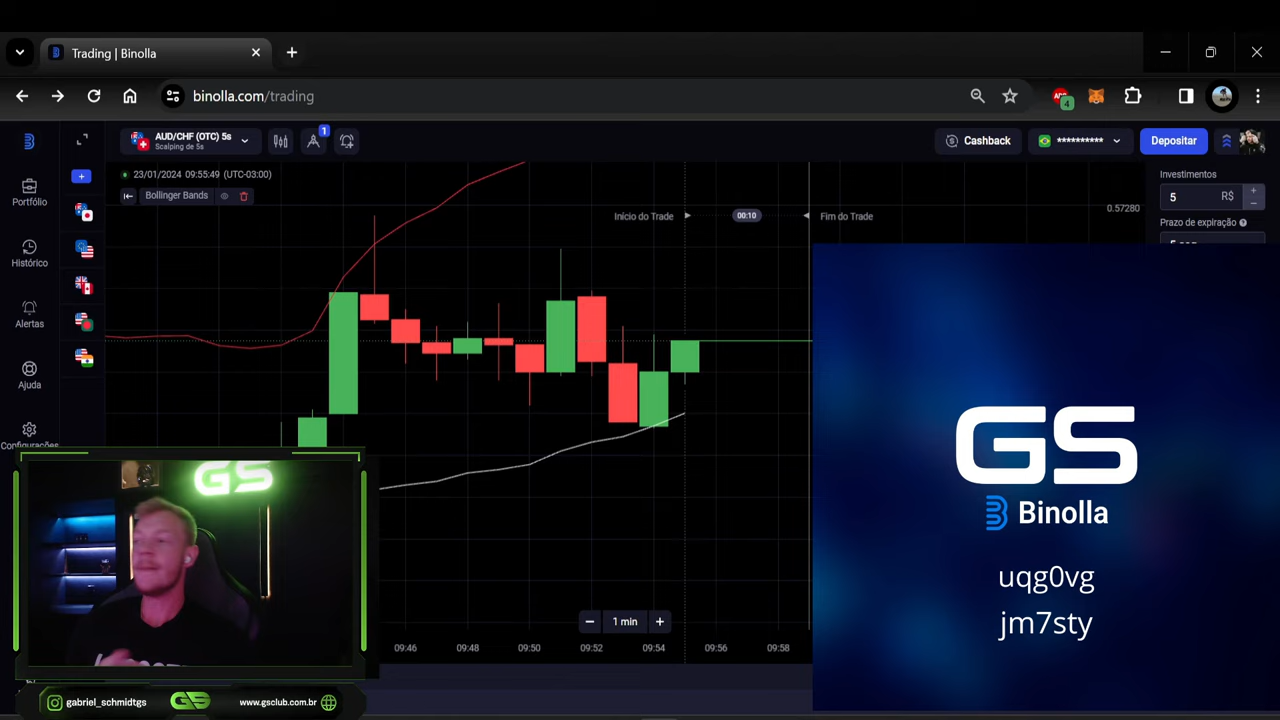 Trading | Binolla
binolla.com/trading
4
AUD/CHF (OTC) 5s
Scalping de 5s
1
Cashback
**********
Depositar
Portfólio
Histórico
Alertas
Ajuda
Configurações
23/01/2024 09:55:49 (UTC-03:00)
Bollinger Bands
Início do Trade
00:10
Fim do Trade
0.57280
Investimentos
5
R$
Prazo de expiração
GS
Binolla
uqg0vg
jm7sty
1 min
09:46
09:48
09:50
09:52
09:54
09:56
09:58
GS
gabriel_schmidtgs
GS
www.gsclub.com.br